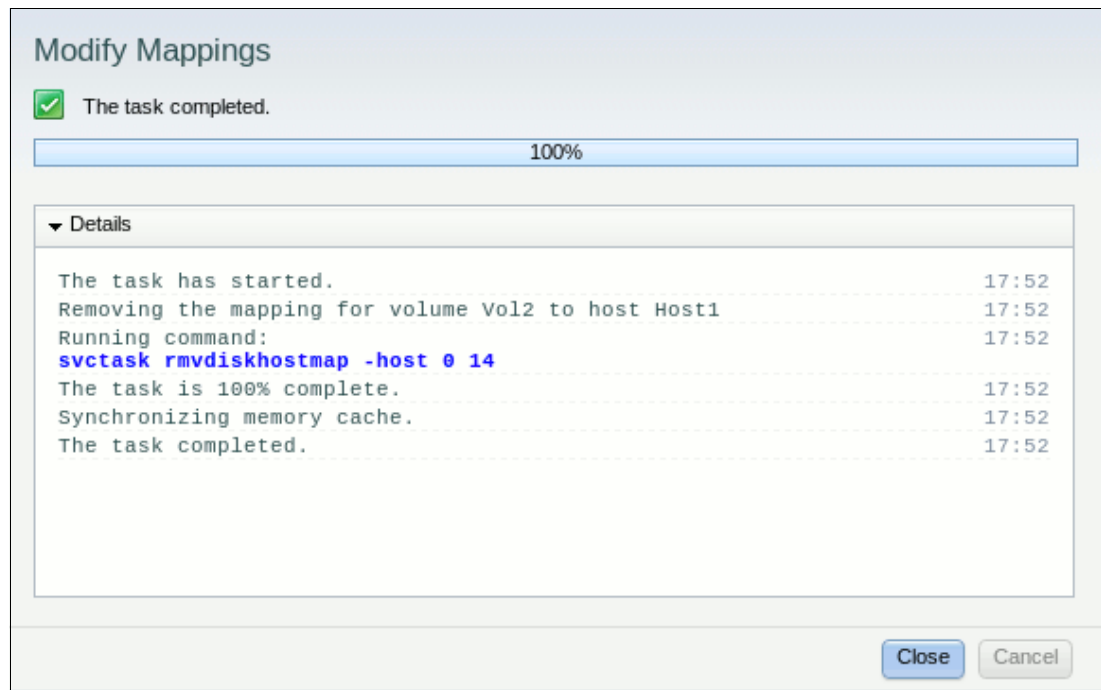 Modify Mappings
The task completed.
100%
Details
The task has started. 17:52
Removing the mapping for volume Vol2 to host Host1 17:52
Running command: 17:52
svctask rmvdiskhostmap -host 0 14
The task is 100% complete. 17:52
Synchronizing memory cache. 17:52
The task completed. 17:52
Close Cancel